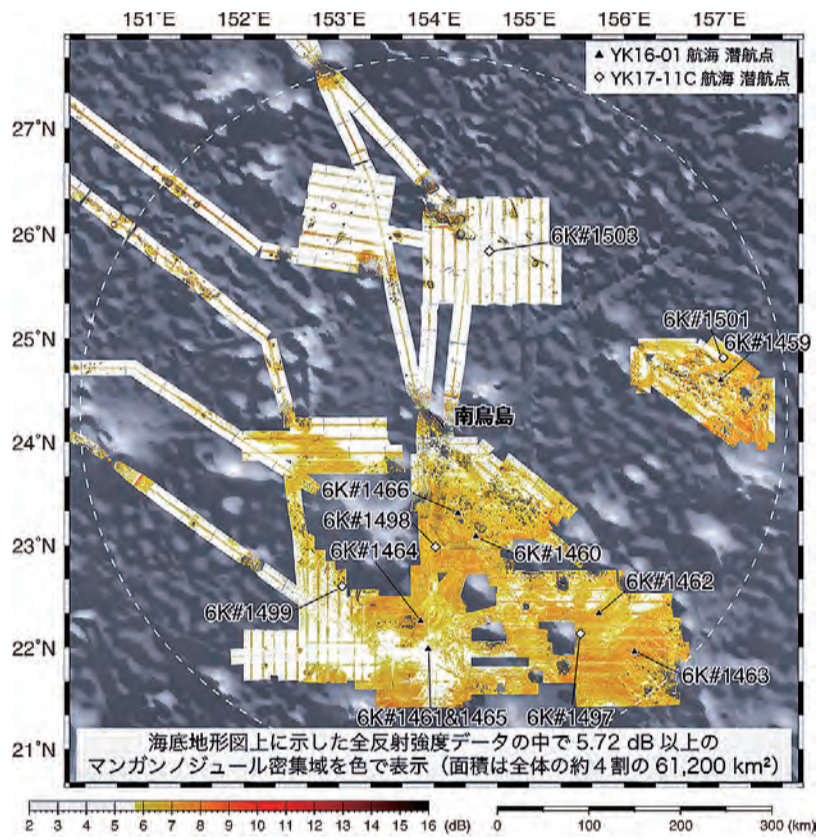 151°E 152°E 153°E 154°E 155°E 156°E 157°E
▲ YK16-01 航海 潜航点
◇ YK17-11C 航海 潜航点
27°N
26°N
6K#1503
25°N
6K#1501
6K#1459
南鳥島
24°N
6K#1466
6K#1498
23°N
6K#1460
6K#1464
6K#1462
6K#1499
22°N
6K#1463
6K#1461&1465
6K#1497
21°N
海底地形図上に示した全反射強度データの中で 5.72 dB 以上の
マンガンノジュール密集域を色で表示（面積は全体の約４割の 61,200 km²）
2 3 4 5 6 7 8 9 10 11 12 13 14 15 16 (dB)
0 50 100 150 200 250 300 (km)